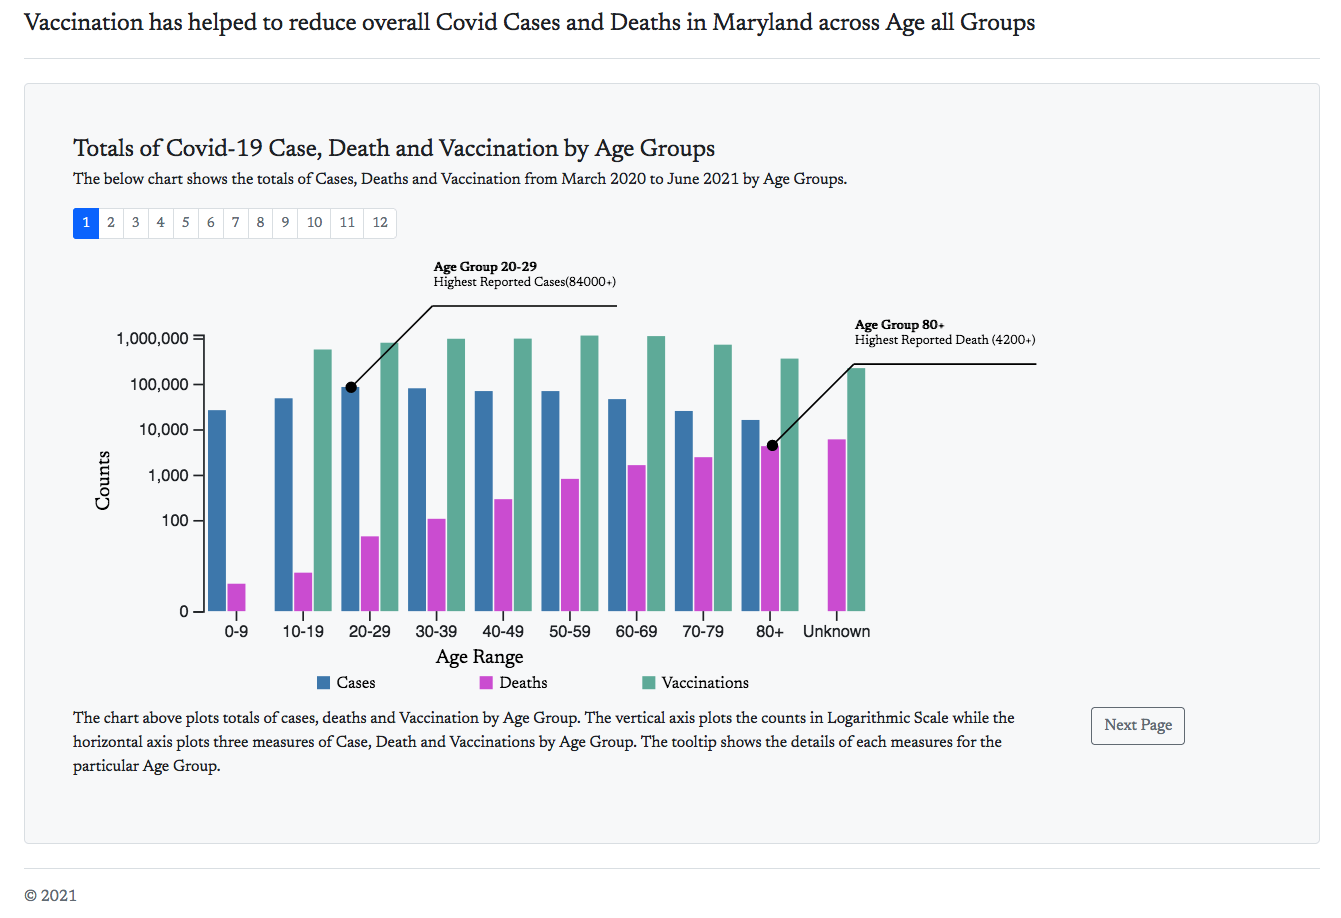 Vaccination has helped to reduce overall Covid Cases and Deaths in Maryland across Age all Groups
Totals of Covid-19 Case, Death and Vaccination by Age Groups
The below chart shows the totals of Cases, Deaths and Vaccination from March 2020 to June 2021 by Age Groups.
1 2 3 4 5 6 7 8 9 10 11 12
Age Group 20-29
Highest Reported Cases(84000+)
Age Group 80+
Highest Reported Death (4200+)
1,000,000
100,000
10,000
1,000
100
0
Counts
0-9 10-19 20-29 30-39 40-49 50-59 60-69 70-79 80+ Unknown
Age Range
Cases Deaths Vaccinations
The chart above plots totals of cases, deaths and Vaccination by Age Group. The vertical axis plots the counts in Logarithmic Scale while the
horizontal axis plots three measures of Case, Death and Vaccinations by Age Group. The tooltip shows the details of each measures for the
particular Age Group.
Next Page
© 2021